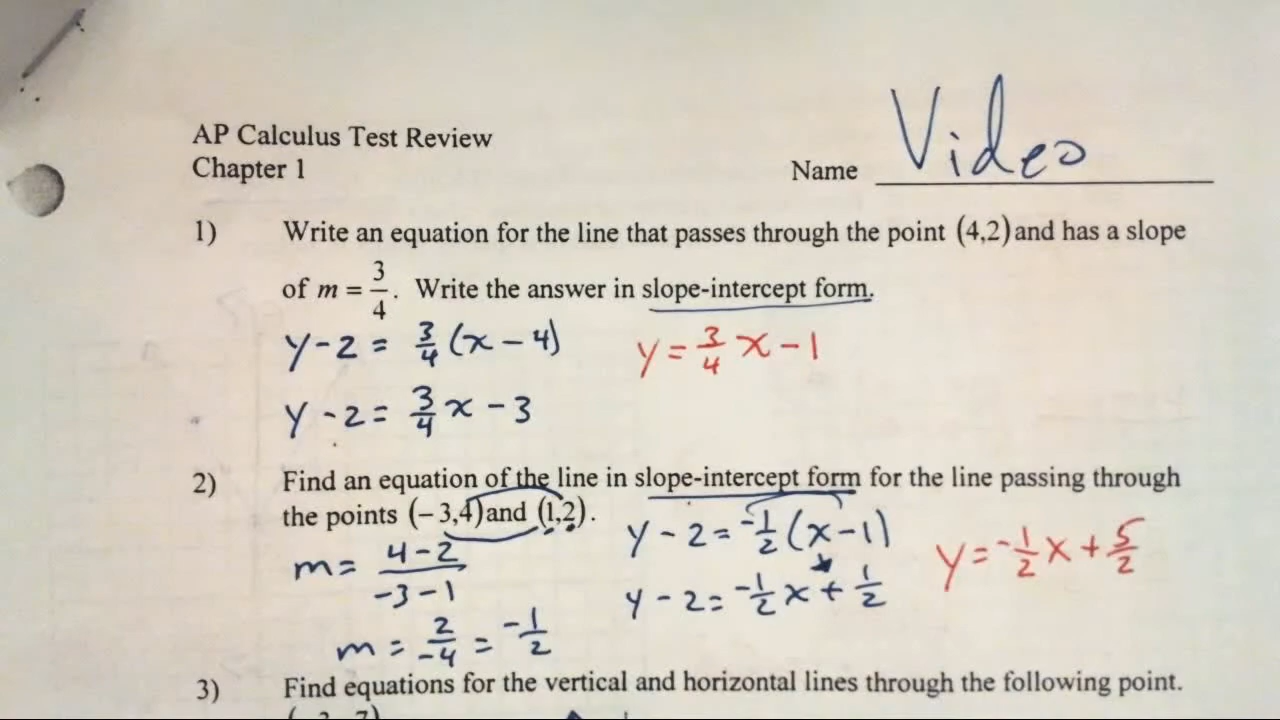 AP Calculus Test Review
Chapter 1
Name Video
1) Write an equation for the line that passes through the point (4,2) and has a slope
of m = 3/4. Write the answer in slope-intercept form.
y - 2 = 3/4 (x - 4) y = 3/4 x - 1
y - 2 = 3/4 x - 3
2) Find an equation of the line in slope-intercept form for the line passing through
the points (-3,4) and (1,2).
m = (4 - 2)/(-3 - 1) y - 2 = -1/2 (x - 1) y = -1/2 x + 5/2
y - 2 = -1/2 x + 1/2
m = 2/-4 = -1/2
3) Find equations for the vertical and horizontal lines through the following point.